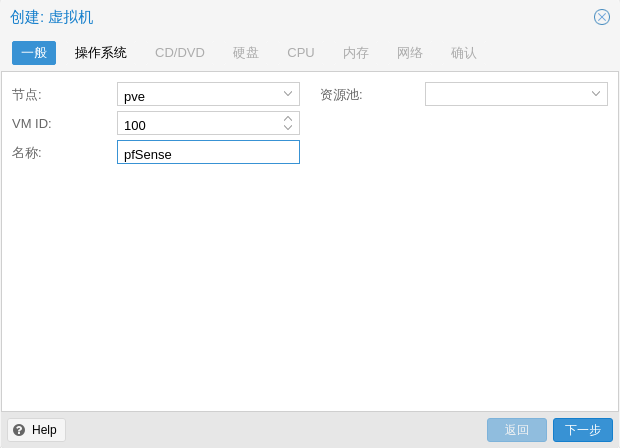 创建: 虚拟机
一般 操作系统 CD/DVD 硬盘 CPU 内存 网络 确认
节点: pve 资源池:
VM ID: 100
名称: pfSense
Help 返回 下一步